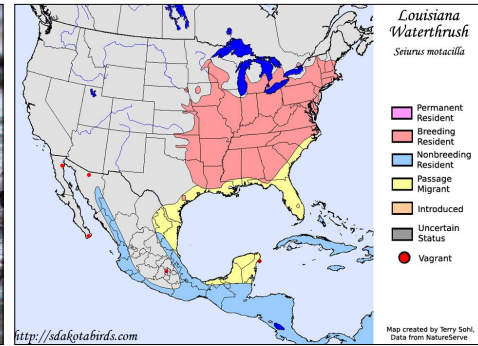 Louisiana
Waterthrush
Seiurus motacilla
Permanent
Resident
Breeding
Resident
Nonbreeding
Resident
Passage
Migrant
Introduced
Uncertain
Status
Vagrant
http://sdakotabirds.com
Map created by Terry Sohl,
Data from NatureServe